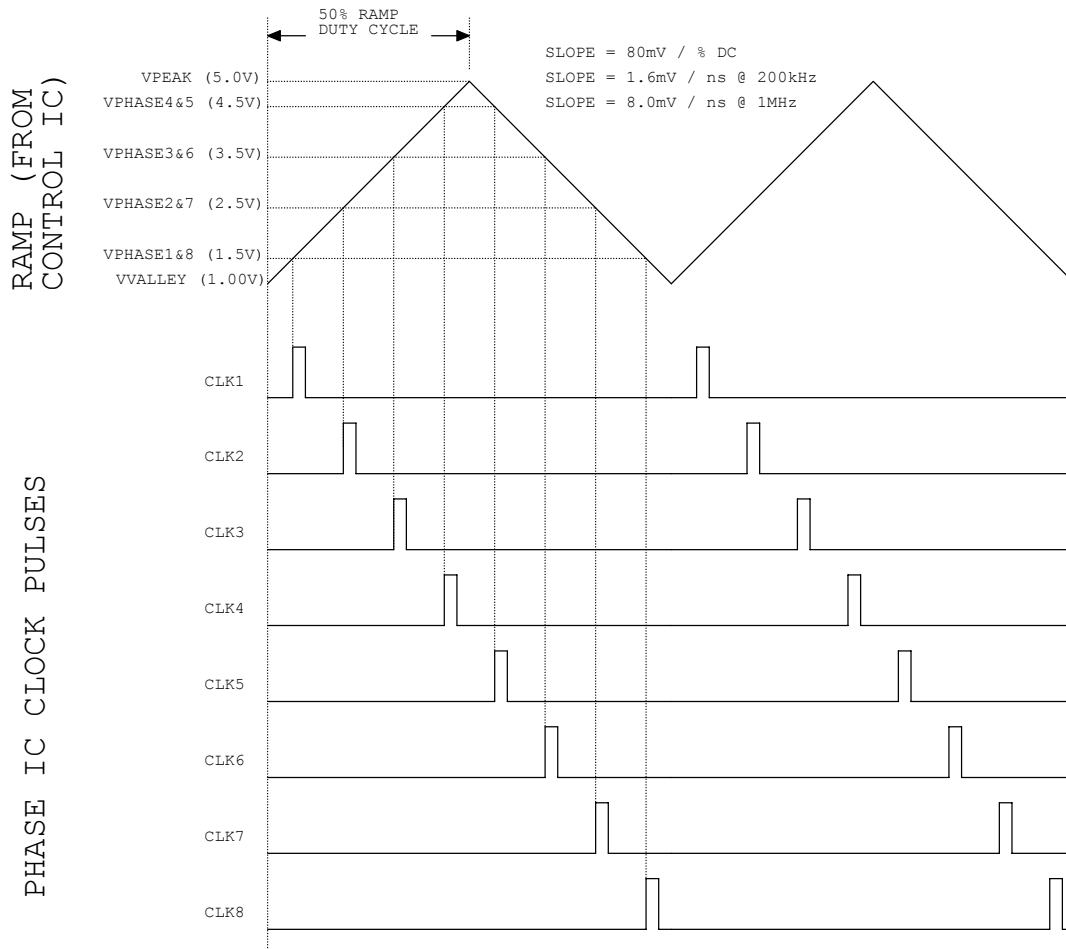 50% RAMP
DUTY CYCLE
SLOPE = 80mV / % DC
SLOPE = 1.6mV / ns @ 200kHz
SLOPE = 8.0mV / ns @ 1MHz
RAMP (FROM
CONTROL IC)
VPEAK (5.0V)
VPHASE4&5 (4.5V)
VPHASE3&6 (3.5V)
VPHASE2&7 (2.5V)
VPHASE1&8 (1.5V)
VVALLEY (1.00V)
PHASE IC CLOCK PULSES
CLK1
CLK2
CLK3
CLK4
CLK5
CLK6
CLK7
CLK8